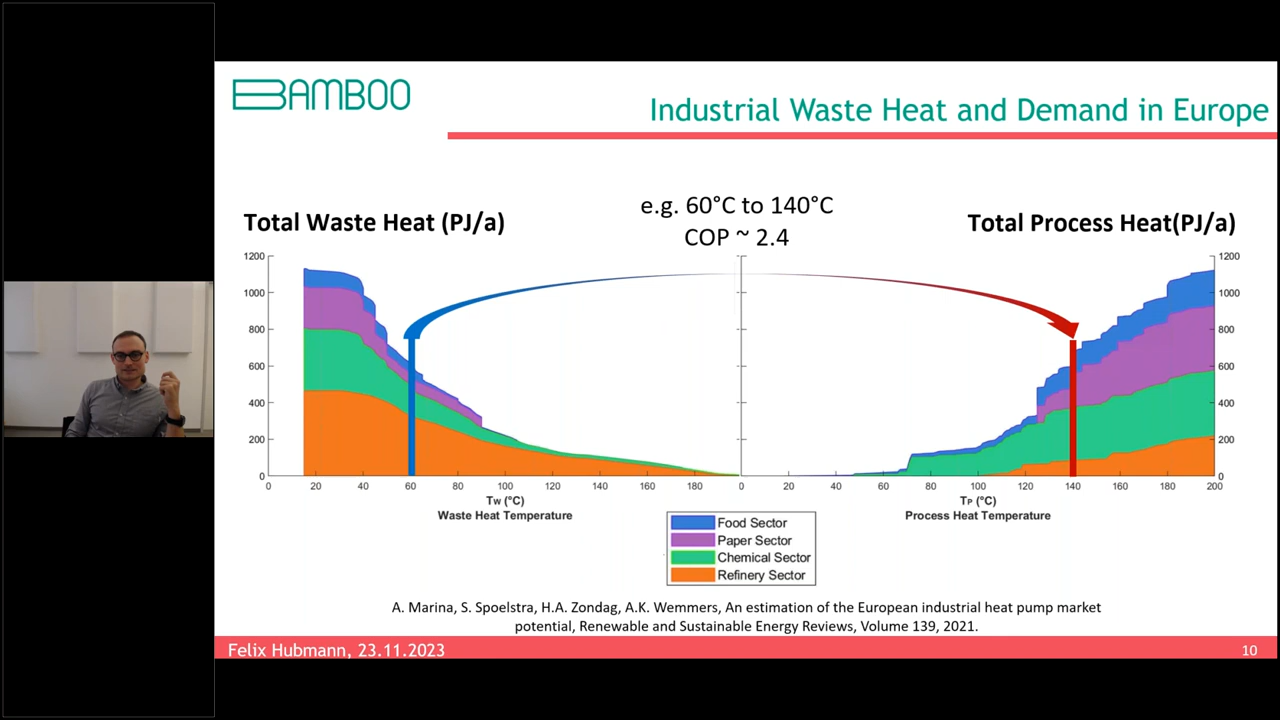 BAMBOO
Industrial Waste Heat and Demand in Europe
e.g. 60°C to 140°C
COP ~ 2.4
Total Waste Heat (PJ/a)
Total Process Heat(PJ/a)
1200
1000
800
600
400
200
0
0 20 40 60 80 100 120 140 160 180
Tw (°C)
Waste Heat Temperature
1200
1000
800
600
400
200
0
0 20 40 60 80 100 120 140 160 180 200
TP (°C)
Process Heat Temperature
Food Sector
Paper Sector
Chemical Sector
Refinery Sector
A. Marina, S. Spoelstra, H.A. Zondag, A.K. Wemmers, An estimation of the European industrial heat pump market
potential, Renewable and Sustainable Energy Reviews, Volume 139, 2021.
Felix Hubmann, 23.11.2023
10